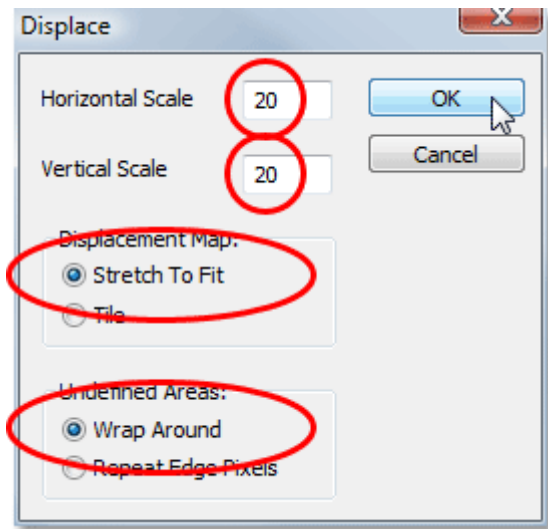 Displace
Horizontal Scale 20 OK
Vertical Scale 20 Cancel
Displacement Map:
Stretch To Fit
Tile
Undefined Areas:
Wrap Around
Repeat Edge Pixels